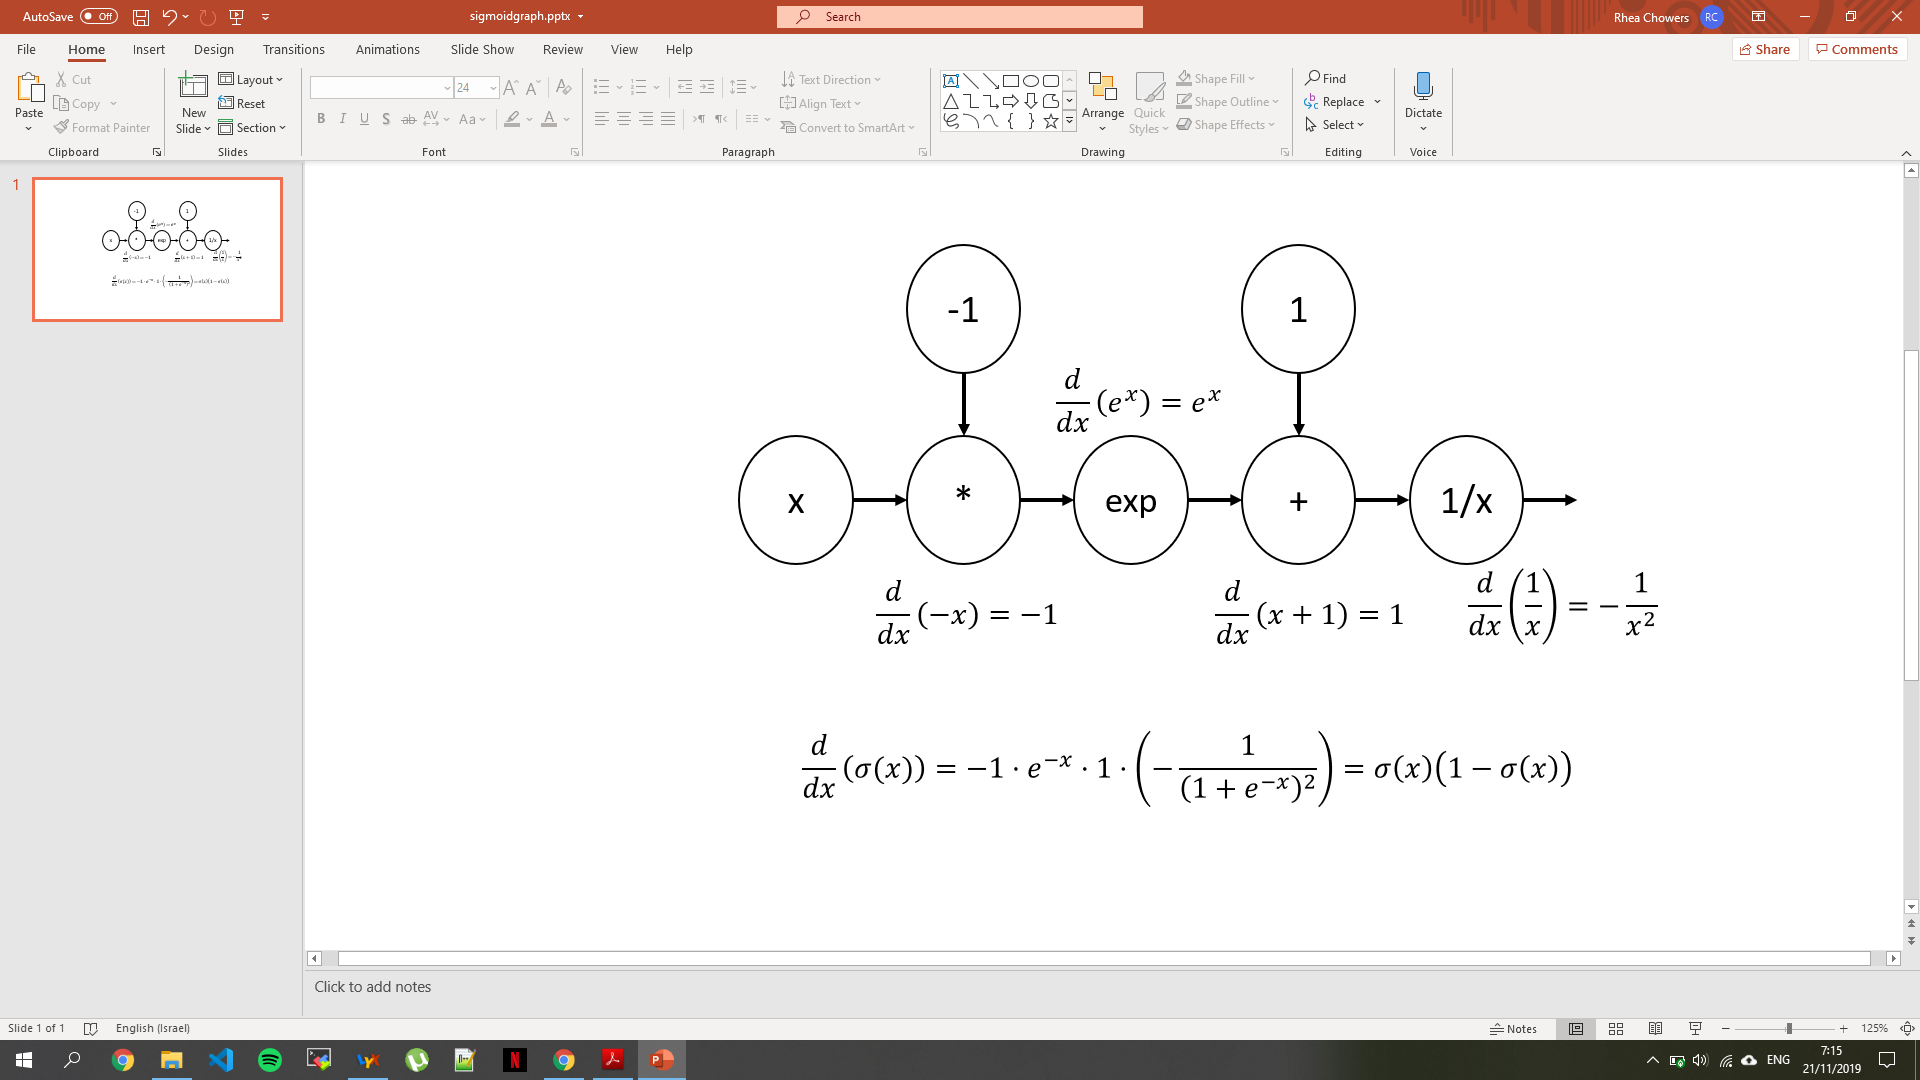 AutoSave Off sigmoidgraph.pptx Search Rhea Chowers RC
File Home Insert Design Transitions Animations Slide Show Review View Help Share Comments
Paste Cut Copy Format Painter Clipboard
New Slide Layout Reset Section Slides
24 B I U S ab AV Aa A Font
Text Direction Align Text Convert to SmartArt Paragraph
Arrange Quick Styles Shape Fill Shape Outline Shape Effects Drawing
Find Replace Select Editing
Dictate Voice
1
-1 1
d/dx (e^x) = e^x
x * exp + 1/x
d/dx (−x) = −1 d/dx (x + 1) = 1 d/dx (1/x) = − 1/x²
d/dx (σ(x)) = −1 · e^−x · 1 · (− 1/(1 + e^−x)²) = σ(x)(1 − σ(x))
Click to add notes
Slide 1 of 1 English (Israel) Notes 125%
ENG 7:15
21/11/2019